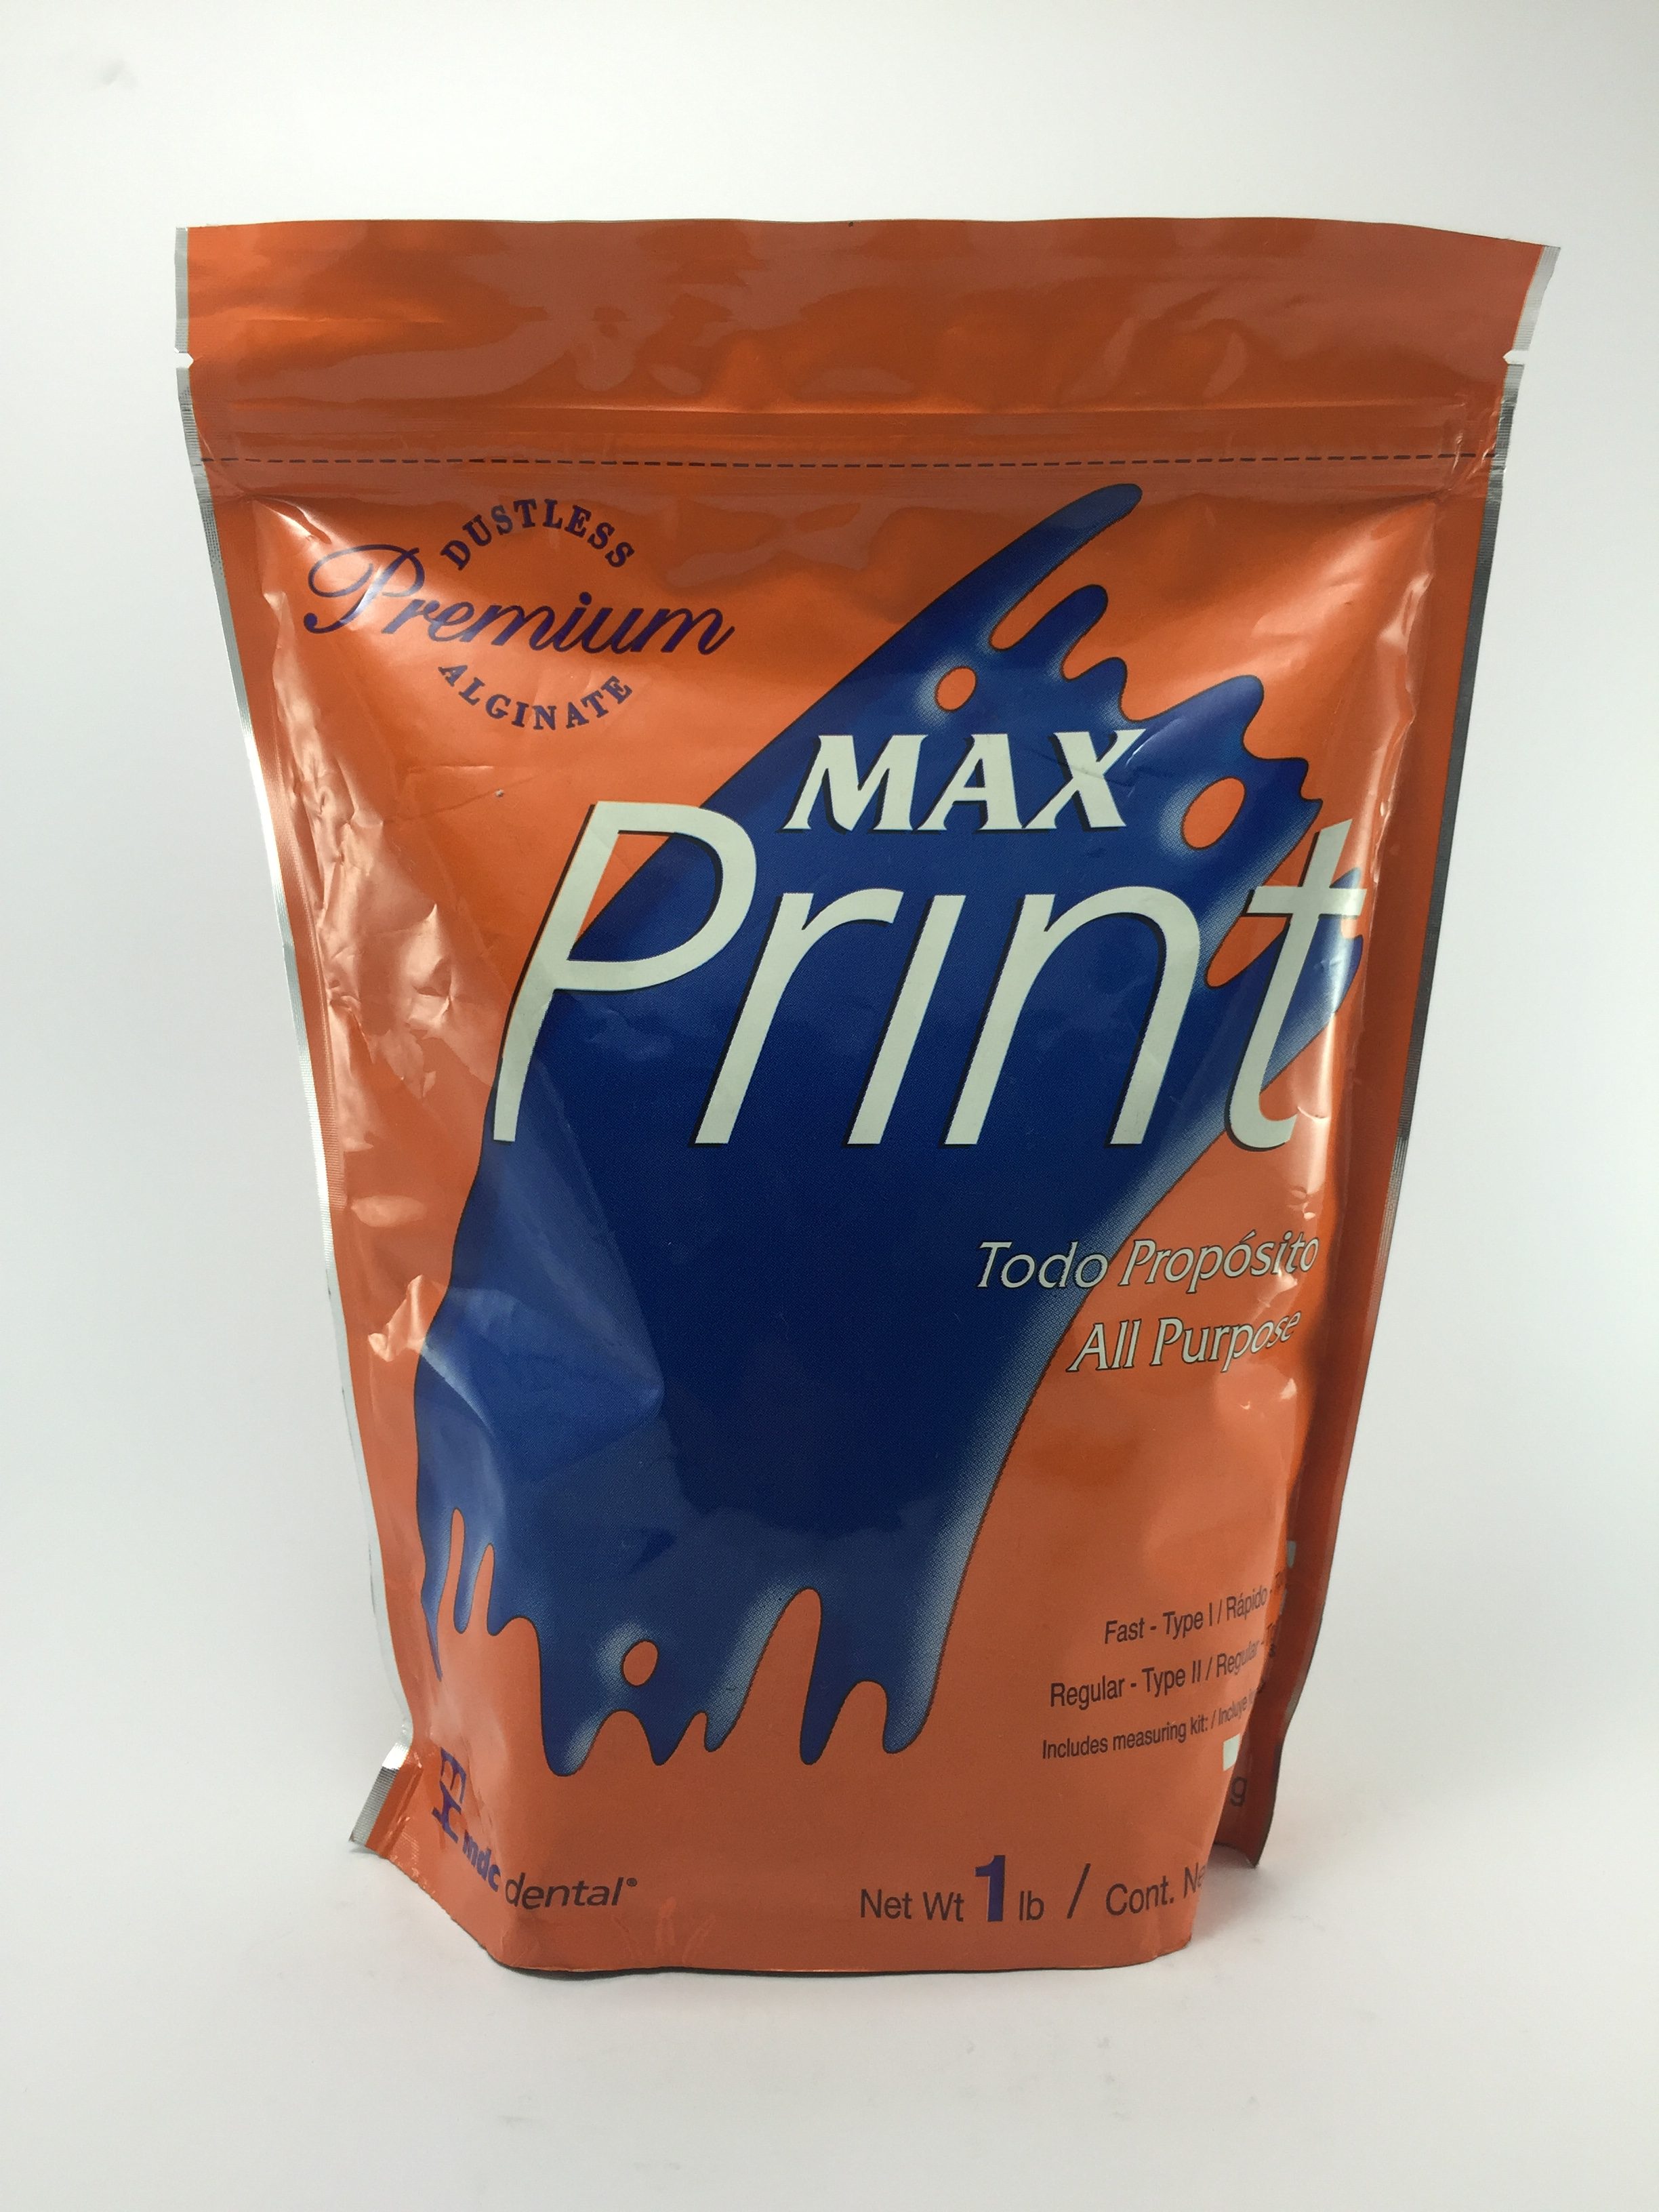 DUSTLESS
Premium
ALGINATE
MAX
Print
Todo Propósito
All Purpose
Fast - Type I / Rápido -
Regular - Type II / Regular -
Includes measuring kit: / Incluye
mdc dental®
Net Wt 1 lb / Cont.
g